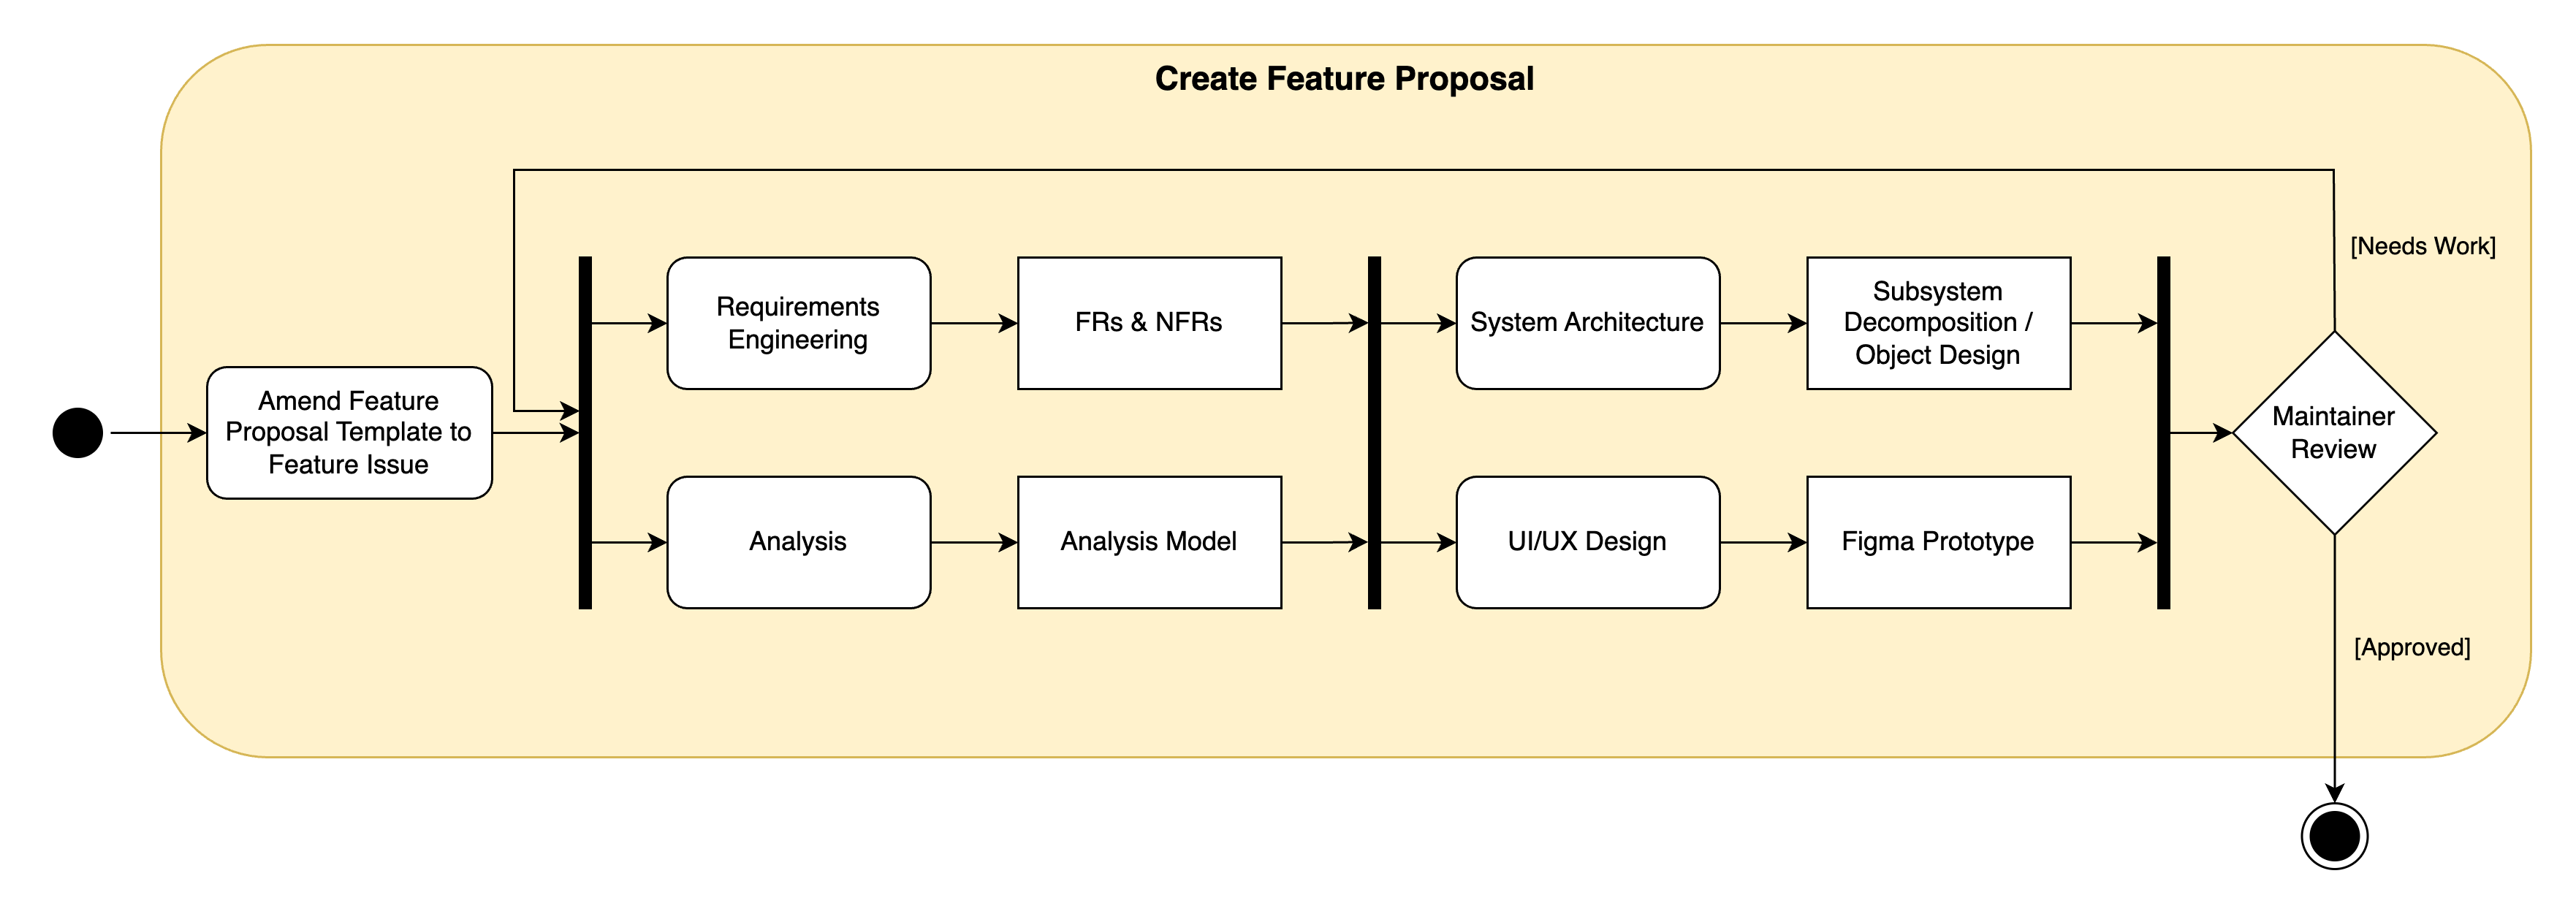 Create Feature Proposal
[Needs Work]
Requirements
Engineering
FRs & NFRs
System Architecture
Subsystem
Decomposition /
Object Design
Amend Feature
Proposal Template to
Feature Issue
Maintainer
Review
Analysis
Analysis Model
UI/UX Design
Figma Prototype
[Approved]